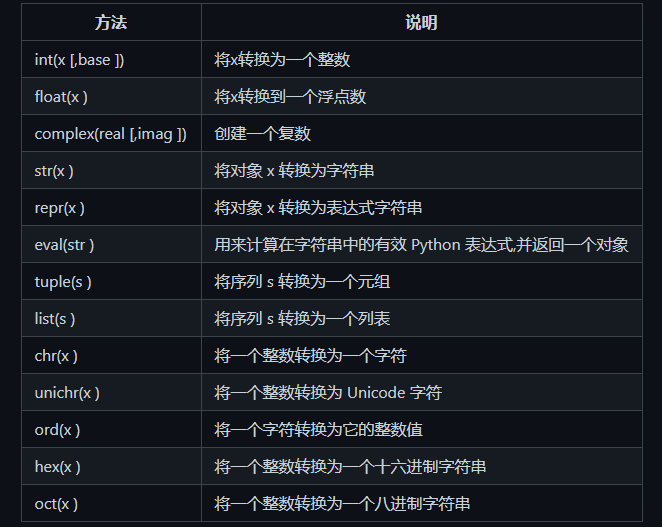 方法 说明
int(x [,base ]) 将x转换为一个整数
float(x ) 将x转换到一个浮点数
complex(real [,imag ]) 创建一个复数
str(x ) 将对象 x 转换为字符串
repr(x ) 将对象 x 转换为表达式字符串
eval(str ) 用来计算在字符串中的有效 Python 表达式,并返回一个对象
tuple(s ) 将序列 s 转换为一个元组
list(s ) 将序列 s 转换为一个列表
chr(x ) 将一个整数转换为一个字符
unichr(x ) 将一个整数转换为 Unicode 字符
ord(x ) 将一个字符转换为它的整数值
hex(x ) 将一个整数转换为一个十六进制字符串
oct(x ) 将一个整数转换为一个八进制字符串